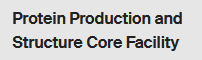 Protein Production and
Structure Core Facility